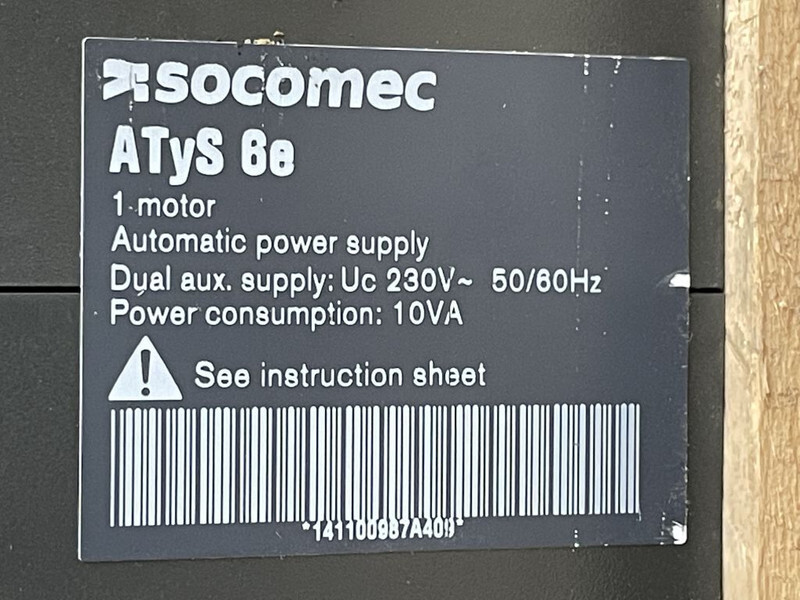 socomec
ATyS 6e
1 motor
Automatic power supply
Dual aux. supply: Uc 230V~ 50/60Hz
Power consumption: 10VA
See instruction sheet
*141100987A409*